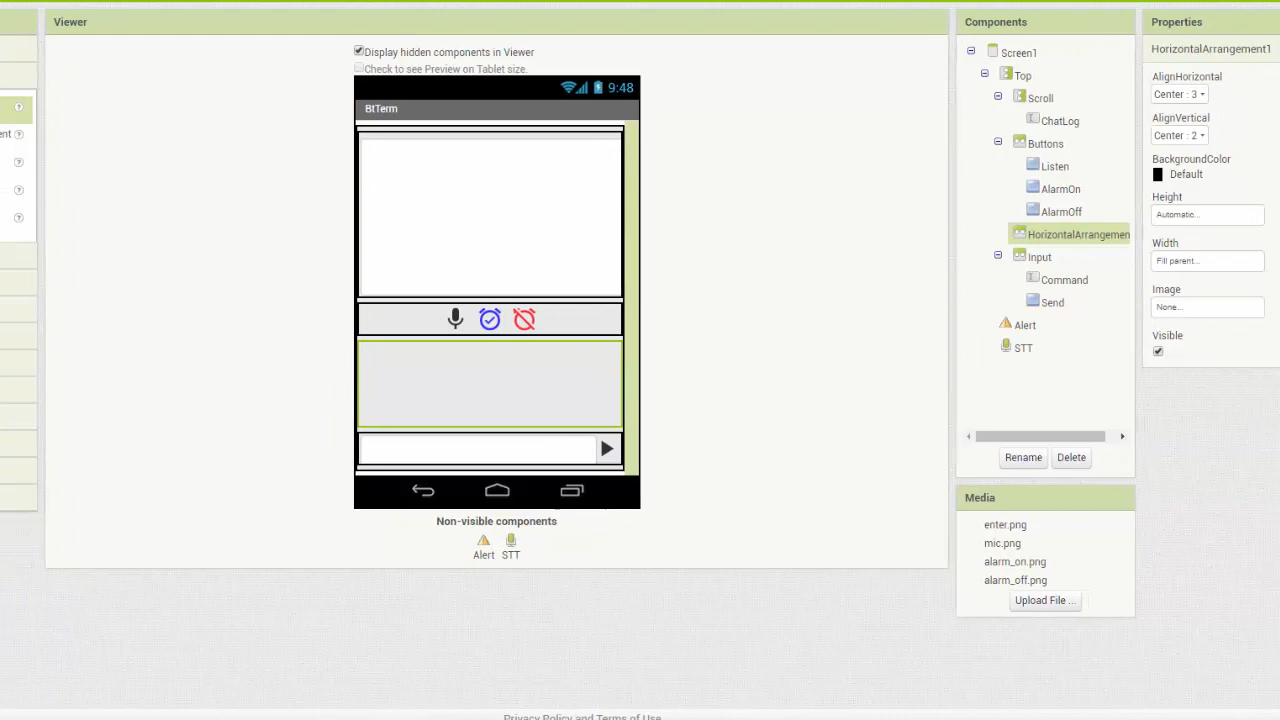 Viewer
Display hidden components in Viewer
Check to see Preview on Tablet size.
9:48
BtTerm
Non-visible components
Alert
STT
ent
?
?
?
?
?
Components
Screen1
Top
Scroll
ChatLog
Buttons
Listen
AlarmOn
AlarmOff
HorizontalArrangemen
Input
Command
Send
Alert
STT
Rename
Delete
Media
enter.png
mic.png
alarm_on.png
alarm_off.png
Upload File ...
Properties
HorizontalArrangement1
AlignHorizontal
Center : 3
AlignVertical
Center : 2
BackgroundColor
Default
Height
Automatic...
Width
Fill parent...
Image
None...
Visible
Privacy Policy and Terms of Use